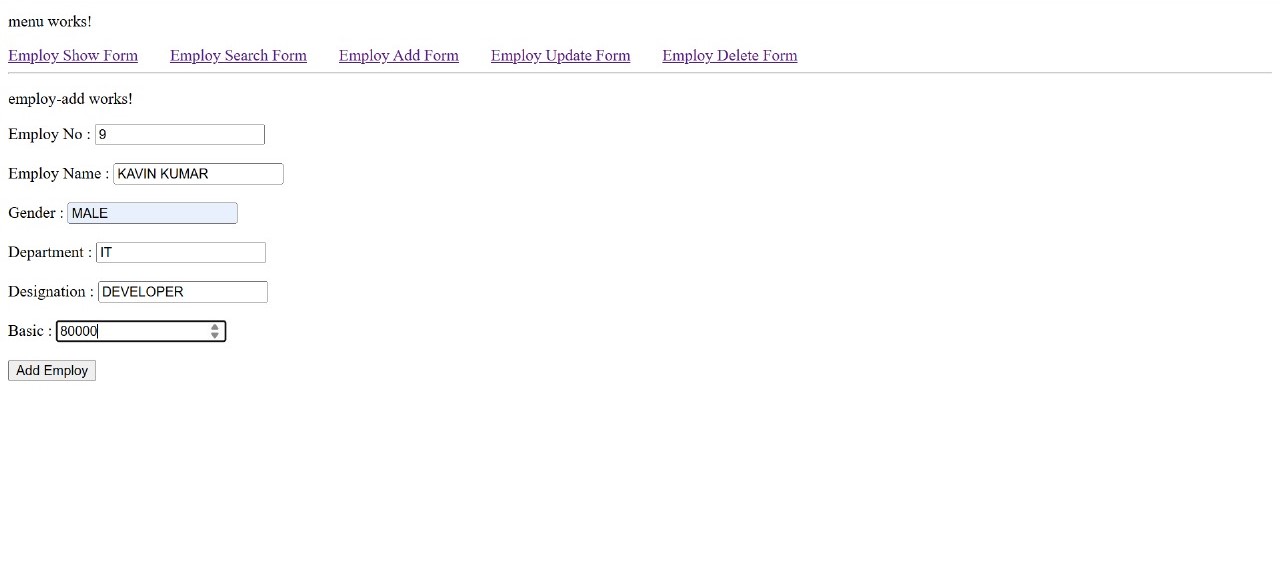 menu works!
Employ Show Form Employ Search Form Employ Add Form Employ Update Form Employ Delete Form
employ-add works!
Employ No : 9
Employ Name : KAVIN KUMAR
Gender : MALE
Department : IT
Designation : DEVELOPER
Basic : 80000
Add Employ